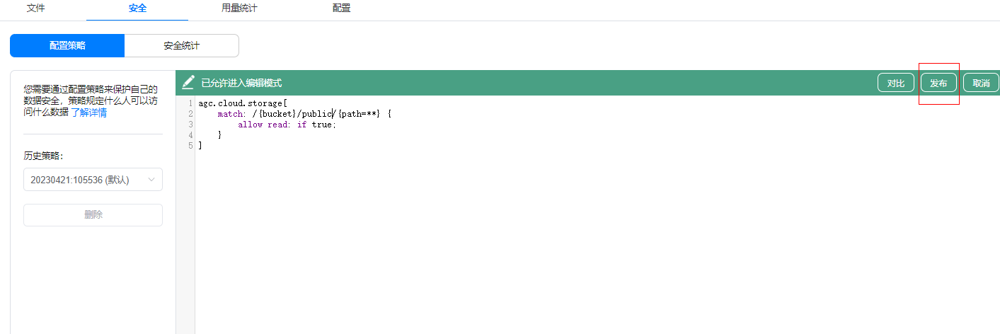 文件 安全 用量统计 配置
配置策略 安全统计
您需要通过配置策略来保护自己的
数据安全，策略规定什么人可以访
问什么数据 了解详情
历史策略：
20230421:105536 (默认)
删除
已允许进入编辑模式 对比 发布 取消
1 agc.cloud.storage[
2 match: /{bucket}/public/{path=**} {
3 allow read: if true;
4 }
5 ]